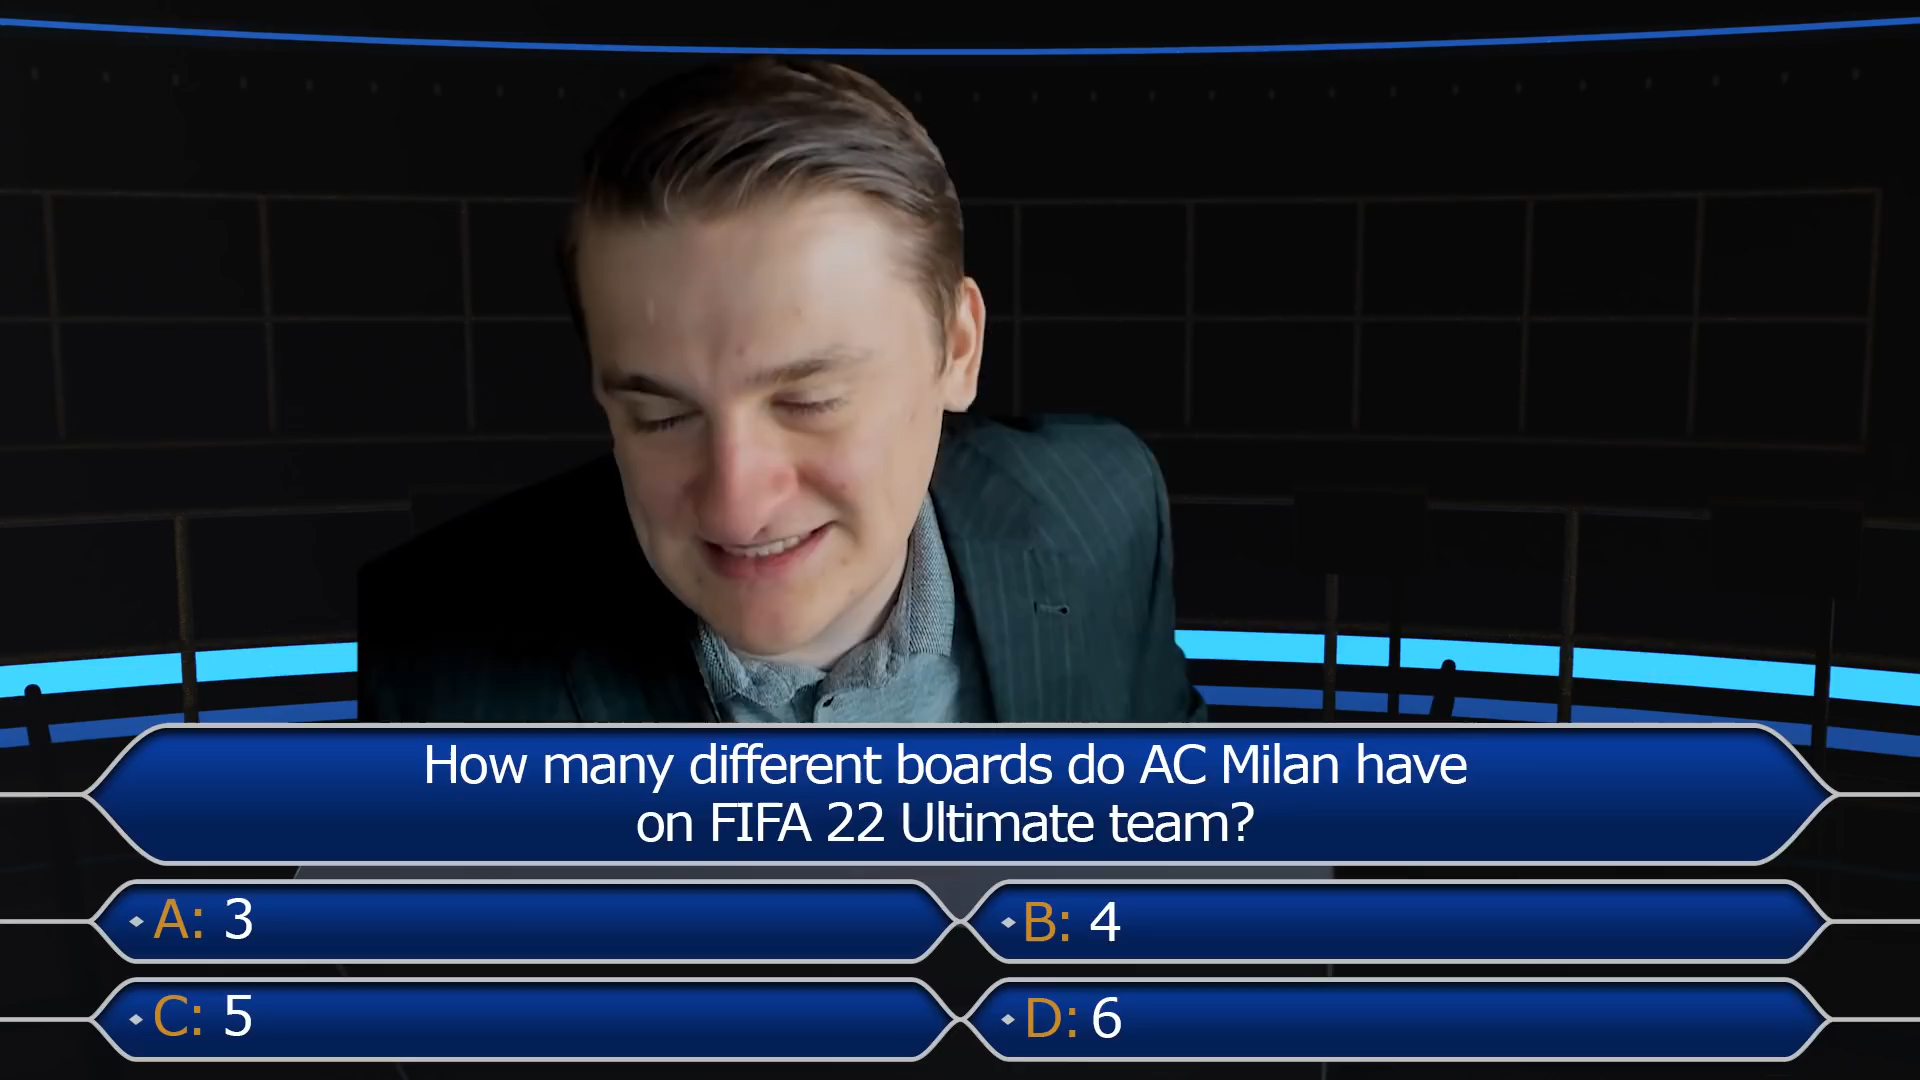 How many different boards do AC Milan have
on FIFA 22 Ultimate team?
A: 3
B: 4
C: 5
D: 6